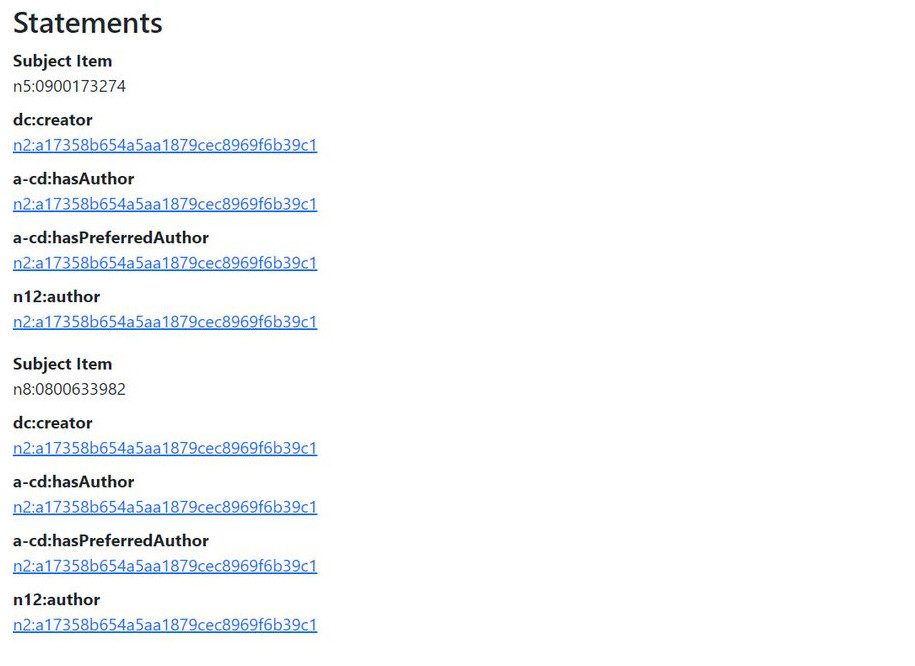 Statements
Subject Item
n5:0900173274
dc:creator
n2:a17358b654a5aa1879cec8969f6b39c1
a-cd:hasAuthor
n2:a17358b654a5aa1879cec8969f6b39c1
a-cd:hasPreferredAuthor
n2:a17358b654a5aa1879cec8969f6b39c1
n12:author
n2:a17358b654a5aa1879cec8969f6b39c1
Subject Item
n8:0800633982
dc:creator
n2:a17358b654a5aa1879cec8969f6b39c1
a-cd:hasAuthor
n2:a17358b654a5aa1879cec8969f6b39c1
a-cd:hasPreferredAuthor
n2:a17358b654a5aa1879cec8969f6b39c1
n12:author
n2:a17358b654a5aa1879cec8969f6b39c1